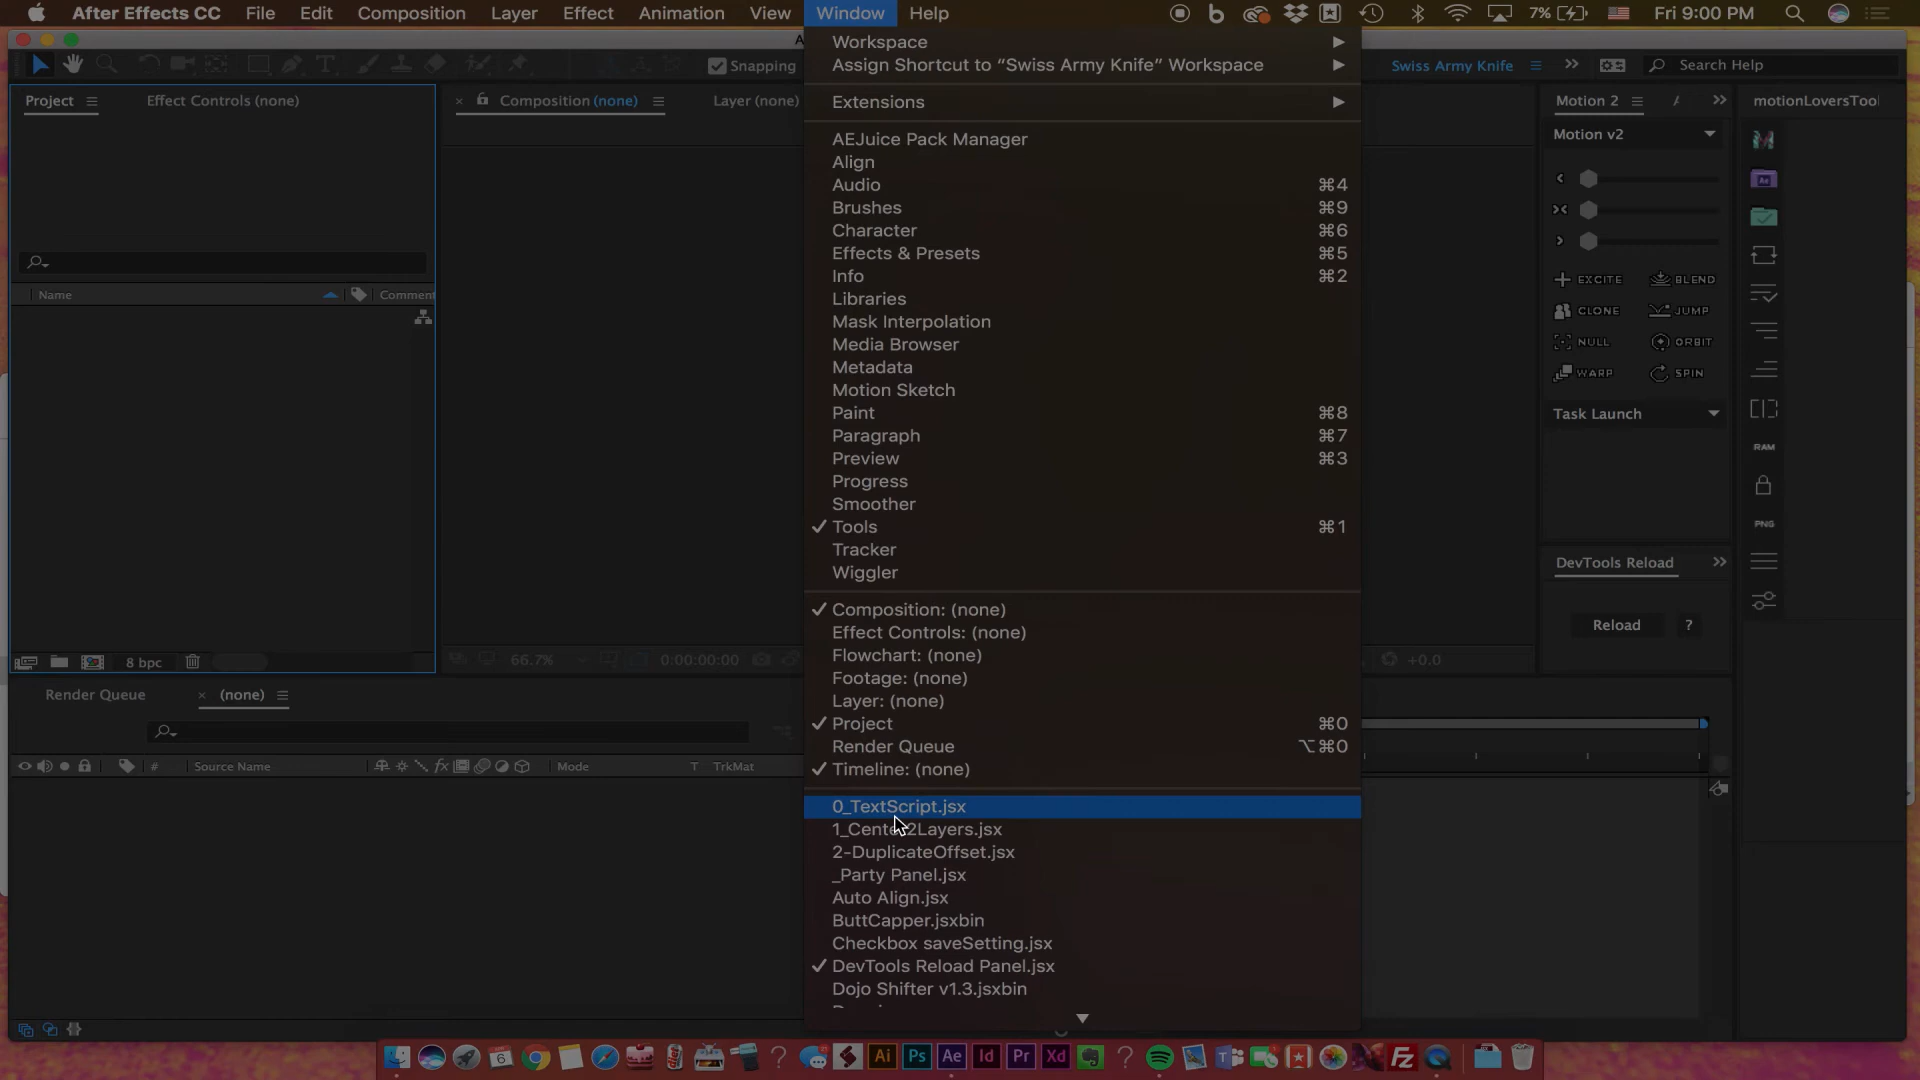 After Effects CC File Edit Composition Layer Effect Animation View Window Help 7% Fri 9:00 PM
Snapping
Swiss Army Knife
Search Help
Project
Effect Controls (none)
Composition (none)
Layer (none)
Name
Comment
8 bpc
66.7%
0:00:00:00
+0.0
Workspace
Assign Shortcut to “Swiss Army Knife” Workspace
Extensions
AEJuice Pack Manager
Align
Audio ⌘4
Brushes ⌘9
Character ⌘6
Effects & Presets ⌘5
Info ⌘2
Libraries
Mask Interpolation
Media Browser
Metadata
Motion Sketch
Paint ⌘8
Paragraph ⌘7
Preview ⌘3
Progress
Smoother
Tools ⌘1
Tracker
Wiggler
Composition: (none)
Effect Controls: (none)
Flowchart: (none)
Footage: (none)
Layer: (none)
Project ⌘0
Render Queue ⌥⌘0
Timeline: (none)
0_TextScript.jsx
2-DuplicateOffset.jsx
_Party Panel.jsx
Auto Align.jsx
ButtCapper.jsxbin
Checkbox saveSetting.jsx
DevTools Reload Panel.jsx
Dojo Shifter v1.3.jsxbin
Motion 2
motionLoversTool
Motion v2
EXCITE BLEND
CLONE JUMP
NULL ORBIT
WARP SPIN
Task Launch
RAM
PNG
DevTools Reload
Reload ?
Render Queue
(none)
# Source Name
Mode T TrkMat
6
Ai Ps Ae Id Pr Xd
Fz